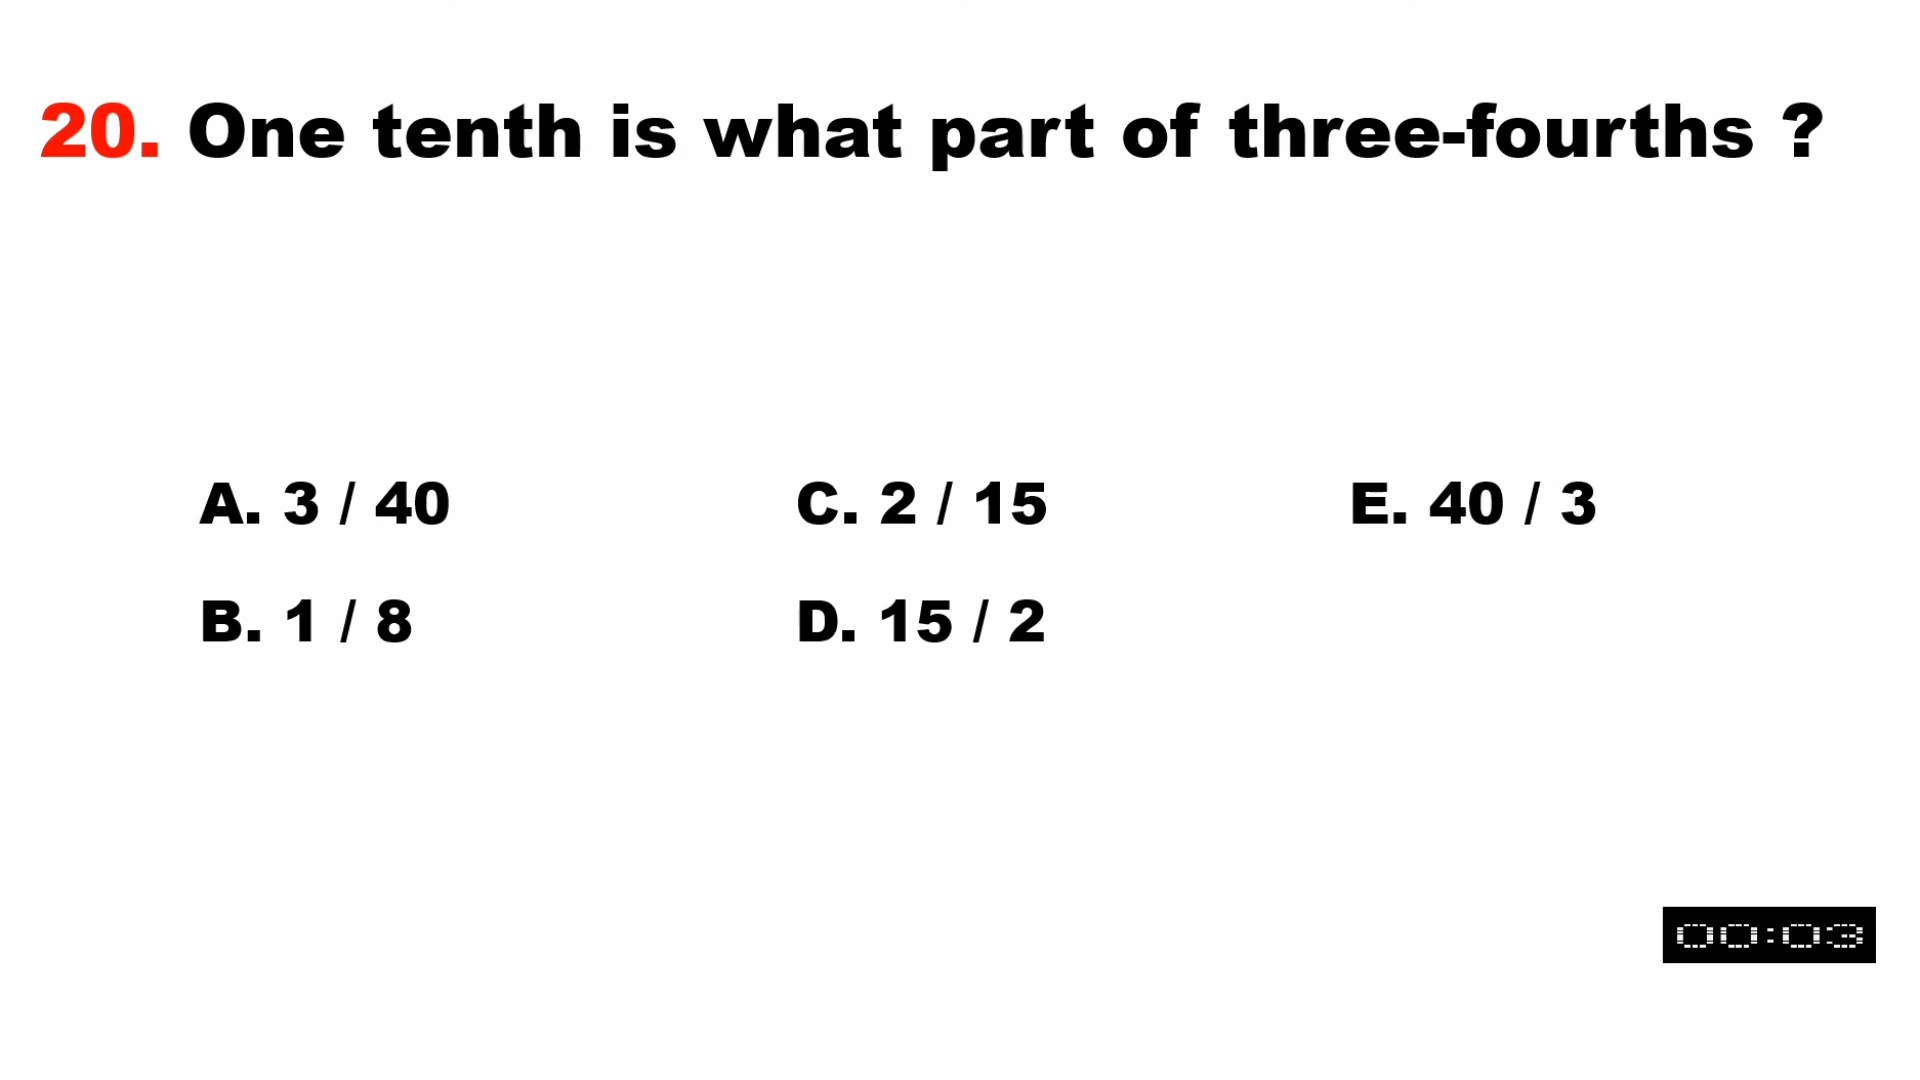 20. One tenth is what part of three-fourths ?
A. 3 / 40
B. 1 / 8
C. 2 / 15
D. 15 / 2
E. 40 / 3
00:03